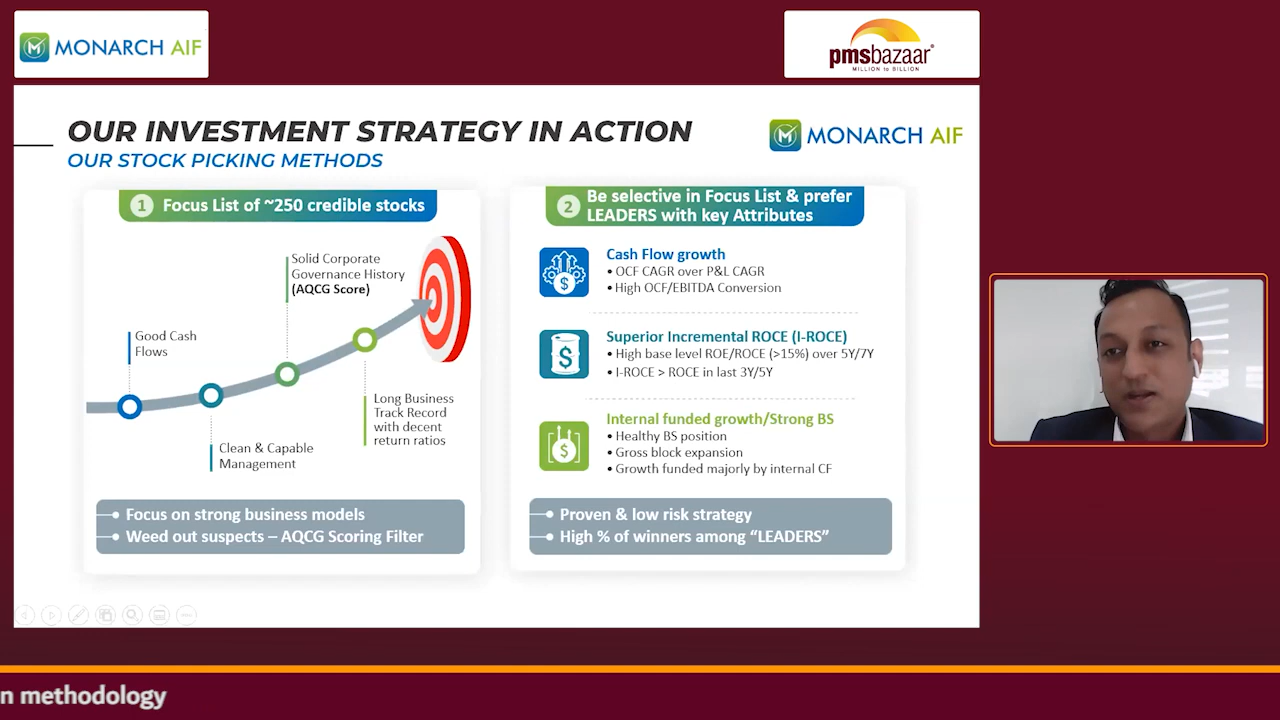 MONARCH AIF
pmsbazaar
MILLION to BILLION
OUR INVESTMENT STRATEGY IN ACTION
OUR STOCK PICKING METHODS
MONARCH AIF
1 Focus List of ~250 credible stocks
Good Cash
Flows
Clean & Capable
Management
Solid Corporate
Governance History
(AQCG Score)
Long Business
Track Record
with decent
return ratios
• Focus on strong business models
• Weed out suspects – AQCG Scoring Filter
2 Be selective in Focus List & prefer
LEADERS with key Attributes
Cash Flow growth
• OCF CAGR over P&L CAGR
• High OCF/EBITDA Conversion
Superior Incremental ROCE (I-ROCE)
• High base level ROE/ROCE (>15%) over 5Y/7Y
• I-ROCE > ROCE in last 3Y/5Y
Internal funded growth/Strong BS
• Healthy BS position
• Gross block expansion
• Growth funded majorly by internal CF
• Proven & low risk strategy
• High % of winners among “LEADERS”
n methodology